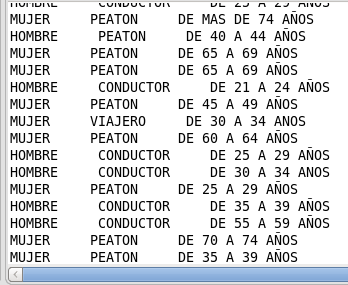 HOMBRE CONDUCTOR DE 25 A 29 AÑOS
MUJER PEATON DE MAS DE 74 AÑOS
HOMBRE PEATON DE 40 A 44 AÑOS
MUJER PEATON DE 65 A 69 AÑOS
MUJER PEATON DE 65 A 69 AÑOS
HOMBRE CONDUCTOR DE 21 A 24 AÑOS
MUJER PEATON DE 45 A 49 AÑOS
MUJER VIAJERO DE 30 A 34 ANOS
MUJER PEATON DE 60 A 64 AÑOS
HOMBRE CONDUCTOR DE 25 A 29 AÑOS
HOMBRE CONDUCTOR DE 30 A 34 ANOS
MUJER PEATON DE 25 A 29 AÑOS
HOMBRE CONDUCTOR DE 35 A 39 AÑOS
HOMBRE CONDUCTOR DE 55 A 59 AÑOS
MUJER PEATON DE 70 A 74 AÑOS
MUJER PEATON DE 35 A 39 AÑOS